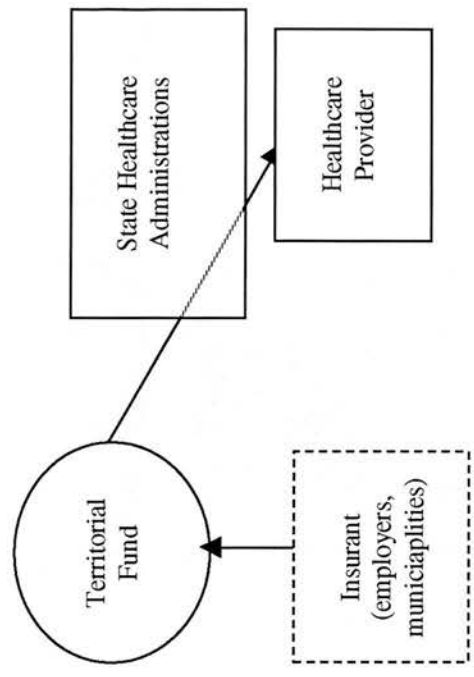 Territorial
Fund
State Healthcare
Administrations
Insurant
(employers,
municiaplities)
Healthcare
Provider